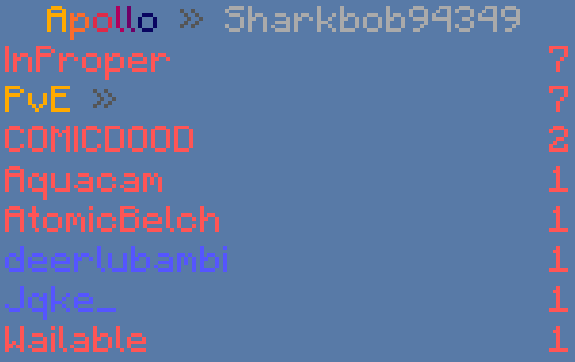 Apollo » Sharkbob94349
InProper 7
PvE » 7
COMICDOOD 2
Aquacam 1
AtomicBelch 1
deerlubambi 1
Jqke_ 1
Wailable 1